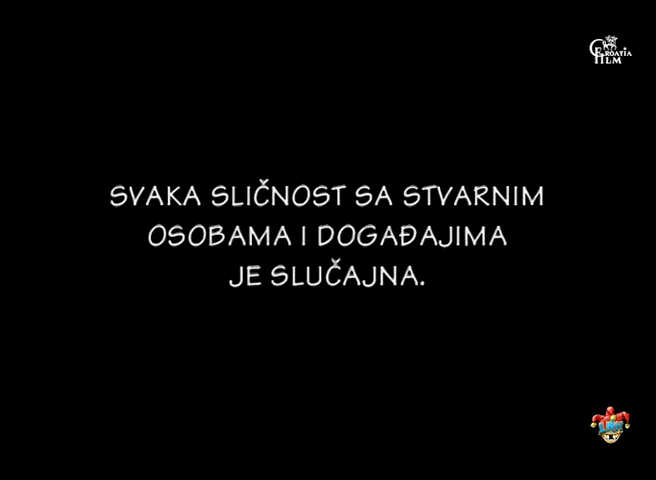 CROATIA
FILM
SVAKA SLIČNOST SA STVARNIM
OSOBAMA I DOGAĐAJIMA
JE SLUČAJNA.